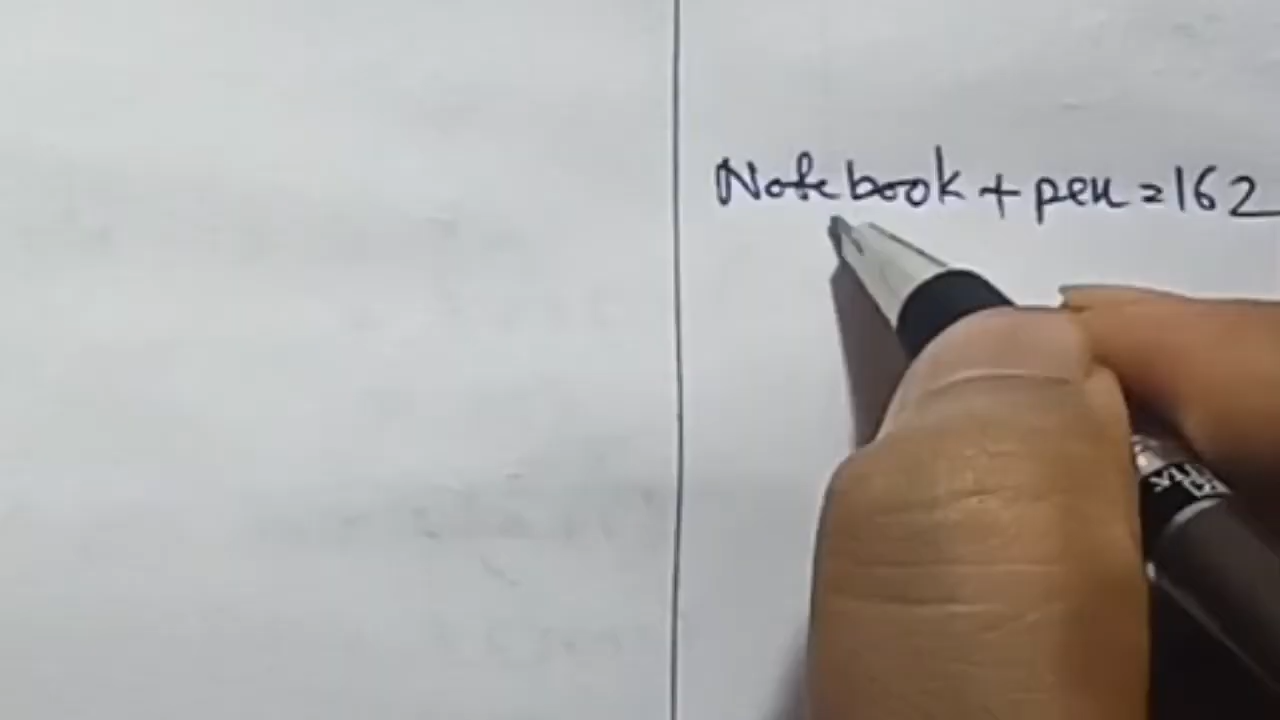 Notebook + pen = 162